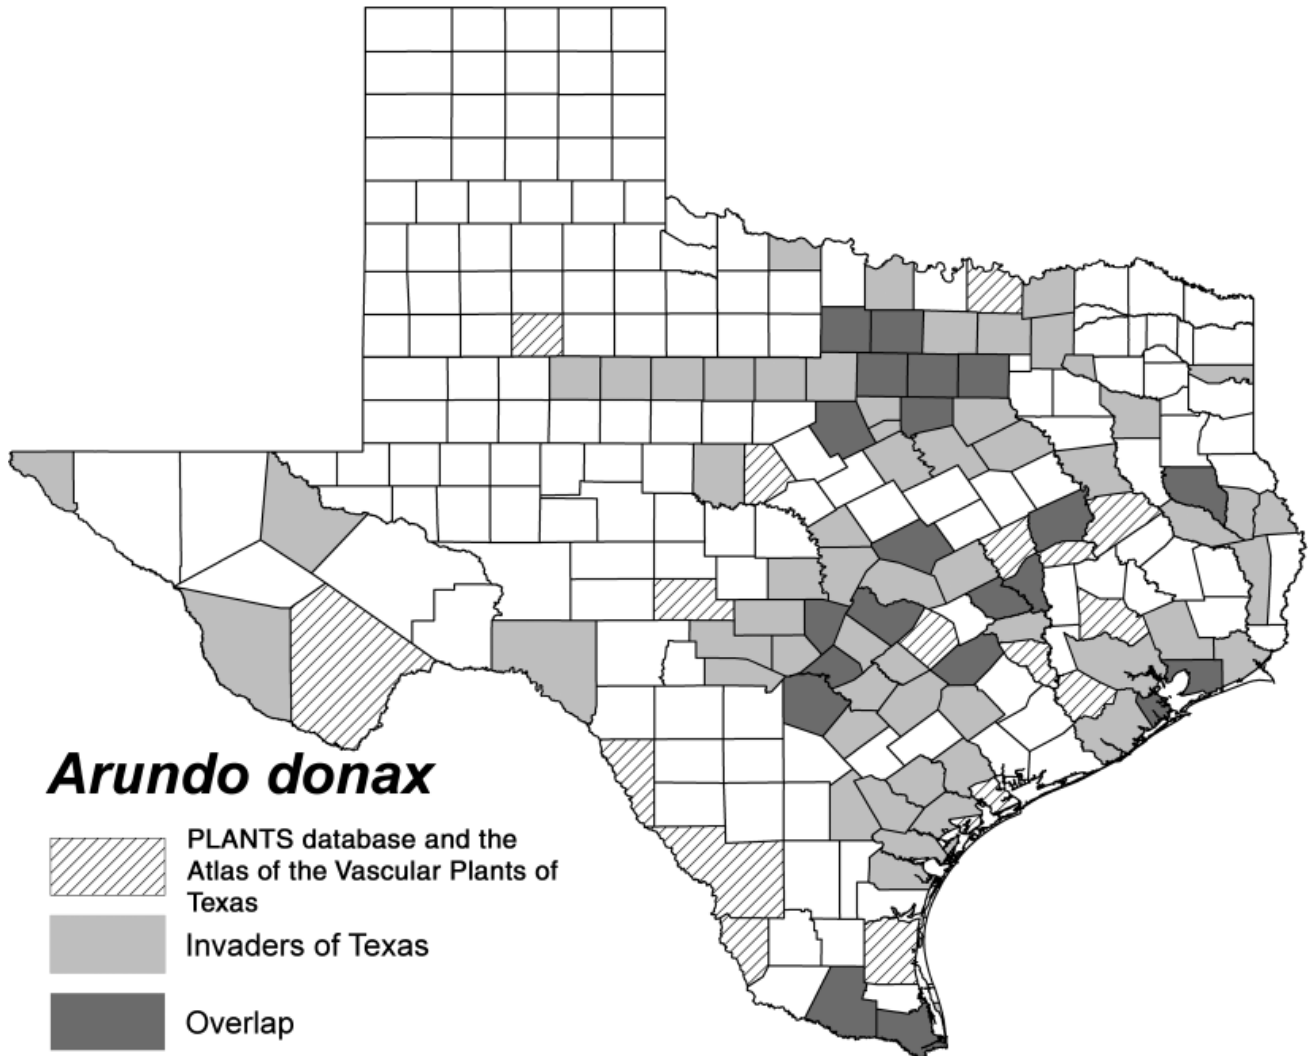 Arundo donax
PLANTS database and the
Atlas of the Vascular Plants of
Texas
Invaders of Texas
Overlap